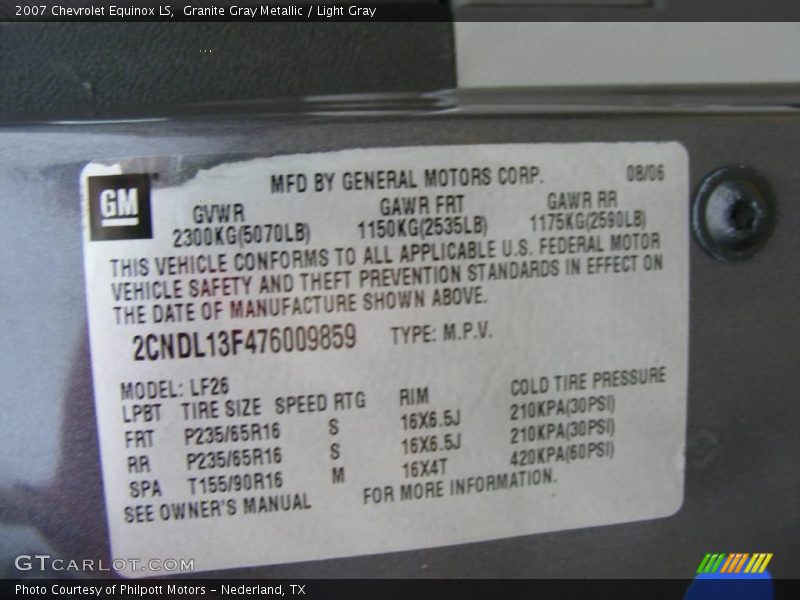 2007 Chevrolet Equinox LS,  Granite Gray Metallic / Light Gray
GM
MFD BY GENERAL MOTORS CORP.
08/06
GVWR GAWR FRT GAWR RR
2300KG(5070LB) 1150KG(2535LB) 1175KG(2590LB)
THIS VEHICLE CONFORMS TO ALL APPLICABLE U.S. FEDERAL MOTOR
VEHICLE SAFETY AND THEFT PREVENTION STANDARDS IN EFFECT ON
THE DATE OF MANUFACTURE SHOWN ABOVE.
2CNDL13F476009859 TYPE: M.P.V.
MODEL: LF26
LPBT TIRE SIZE SPEED RTG RIM COLD TIRE PRESSURE
FRT P235/65R16 S 16X6.5J 210KPA(30PSI)
RR P235/65R16 S 16X6.5J 210KPA(30PSI)
SPA T155/90R16 M 16X4T 420KPA(60PSI)
SEE OWNER'S MANUAL FOR MORE INFORMATION.
GTCARLOT.COM
Photo Courtesy of Philpott Motors - Nederland, TX